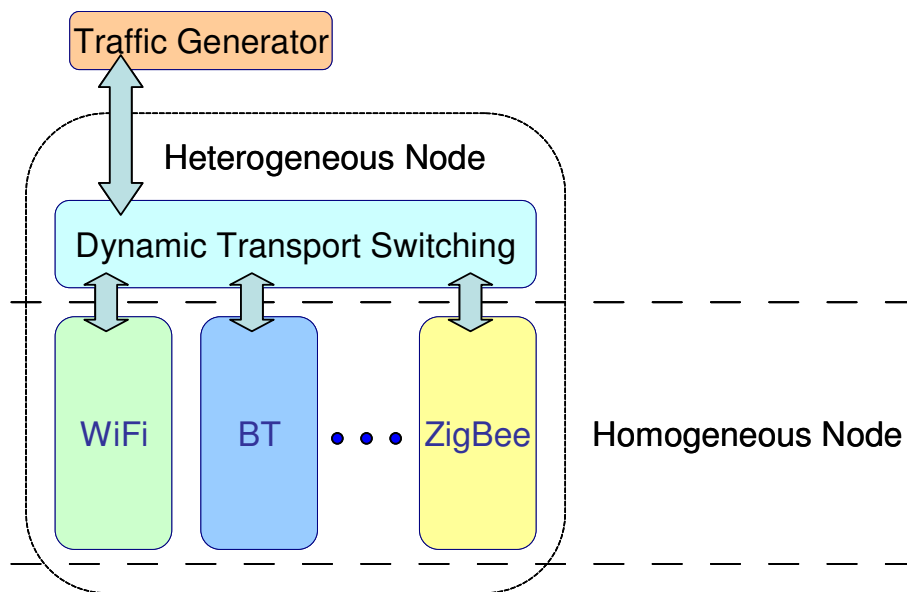 Traffic Generator
Heterogeneous Node
Dynamic Transport Switching
WiFi
BT
ZigBee
Homogeneous Node